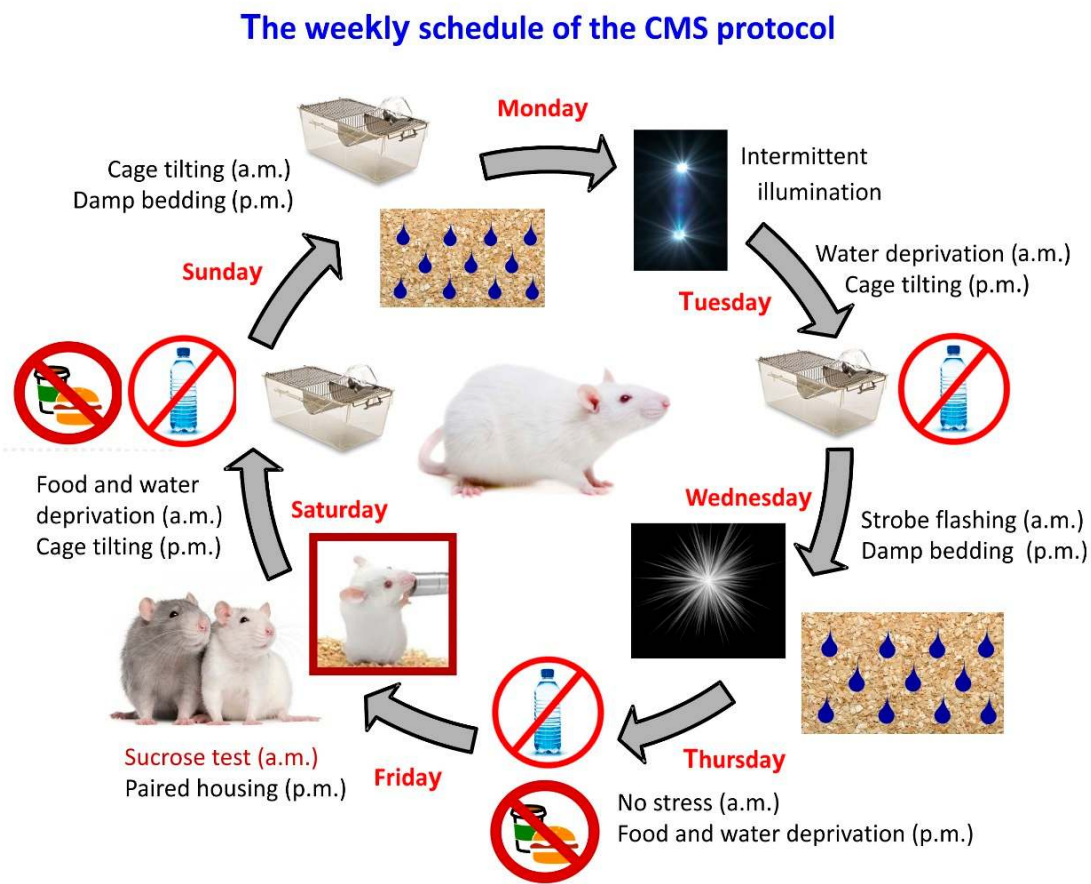 The weekly schedule of the CMS protocol
Monday
Cage tilting (a.m.)
Damp bedding (p.m.)
Intermittent
illumination
Sunday
Tuesday
Water deprivation (a.m.)
Cage tilting (p.m.)
Wednesday
Strobe flashing (a.m.)
Damp bedding (p.m.)
Food and water
deprivation (a.m.)
Cage tilting (p.m.)
Saturday
Sucrose test (a.m.)
Paired housing (p.m.)
Friday
Thursday
No stress (a.m.)
Food and water deprivation (p.m.)